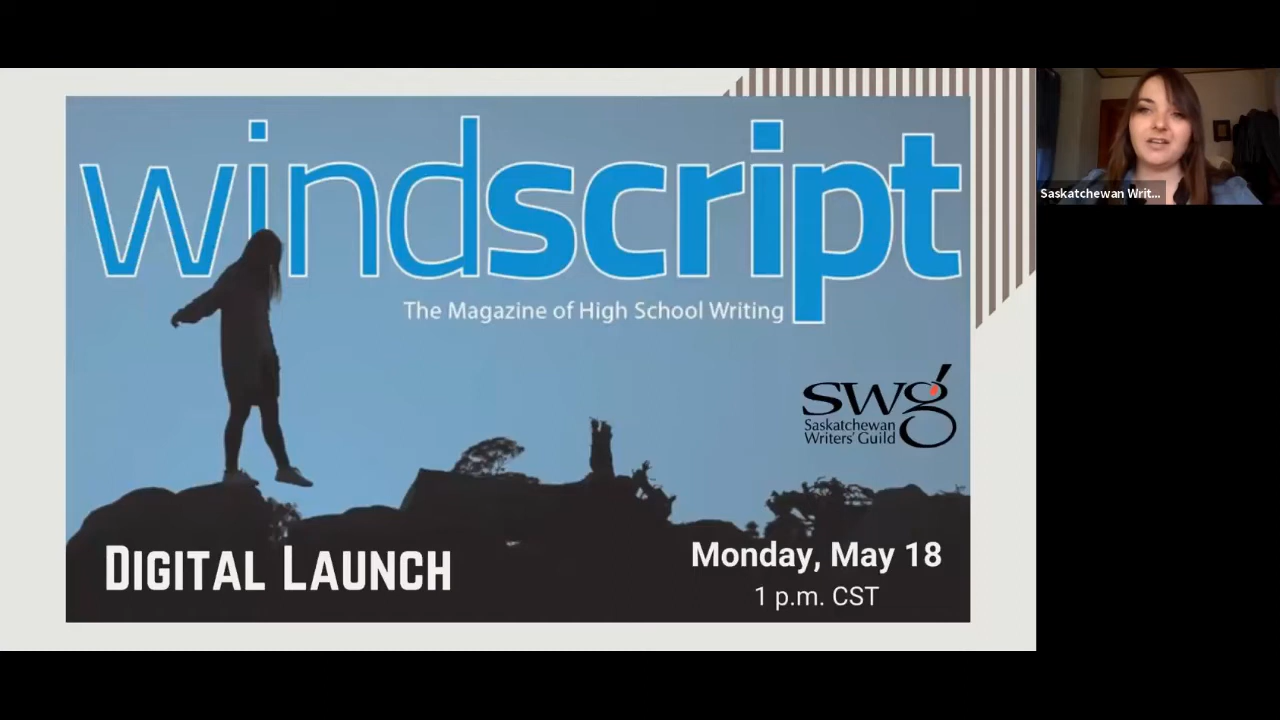 windscript
The Magazine of High School Writing
swg
Saskatchewan
Writers' Guild
DIGITAL LAUNCH
Monday, May 18
1 p.m. CST
Saskatchewan Writ...